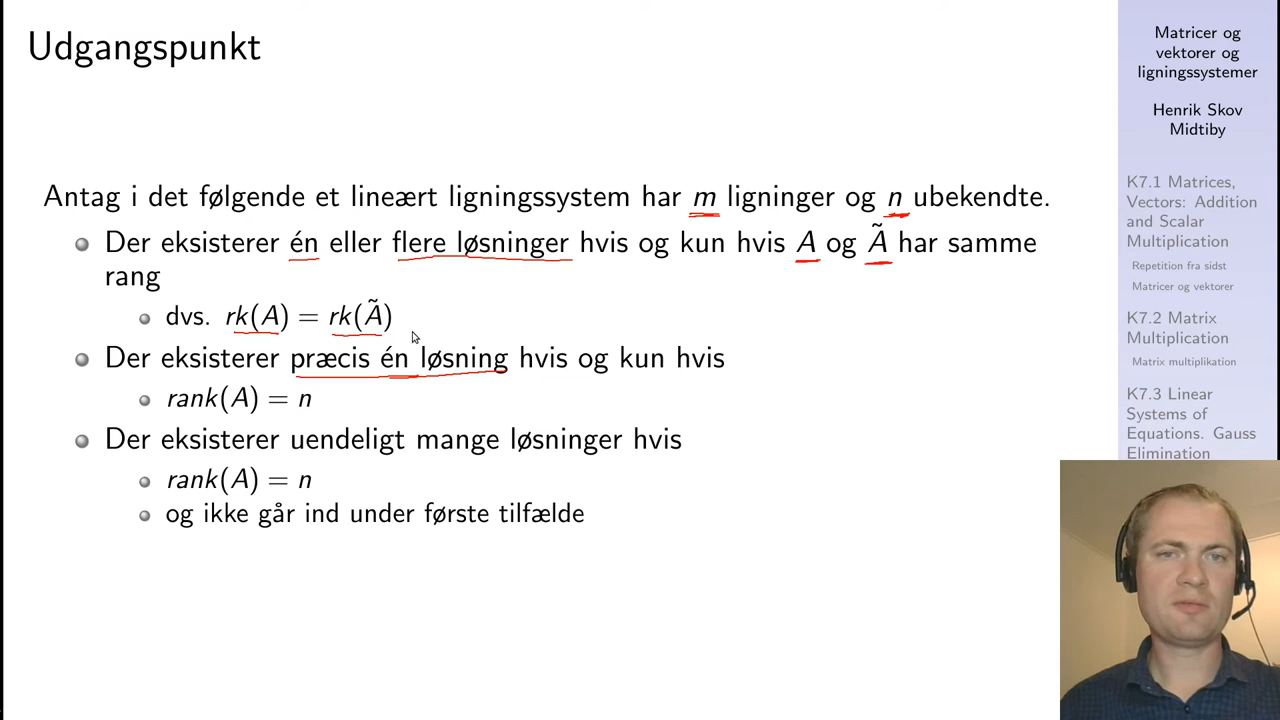 Udgangspunkt
Antag i det følgende et lineært ligningssystem har m ligninger og n ubekendte.
Der eksisterer én eller flere løsninger hvis og kun hvis A og Ã har samme
rang
dvs. rk(A) = rk(Ã)
Der eksisterer præcis én løsning hvis og kun hvis
rank(A) = n
Der eksisterer uendeligt mange løsninger hvis
rank(A) = n
og ikke går ind under første tilfælde
Matricer og
vektorer og
ligningssystemer
Henrik Skov
Midtiby
K7.1 Matrices,
Vectors: Addition
and Scalar
Multiplication
Repetition fra sidst
Matricer og vektorer
K7.2 Matrix
Multiplication
Matrix multiplikation
K7.3 Linear
Systems of
Equations. Gauss
Elimination